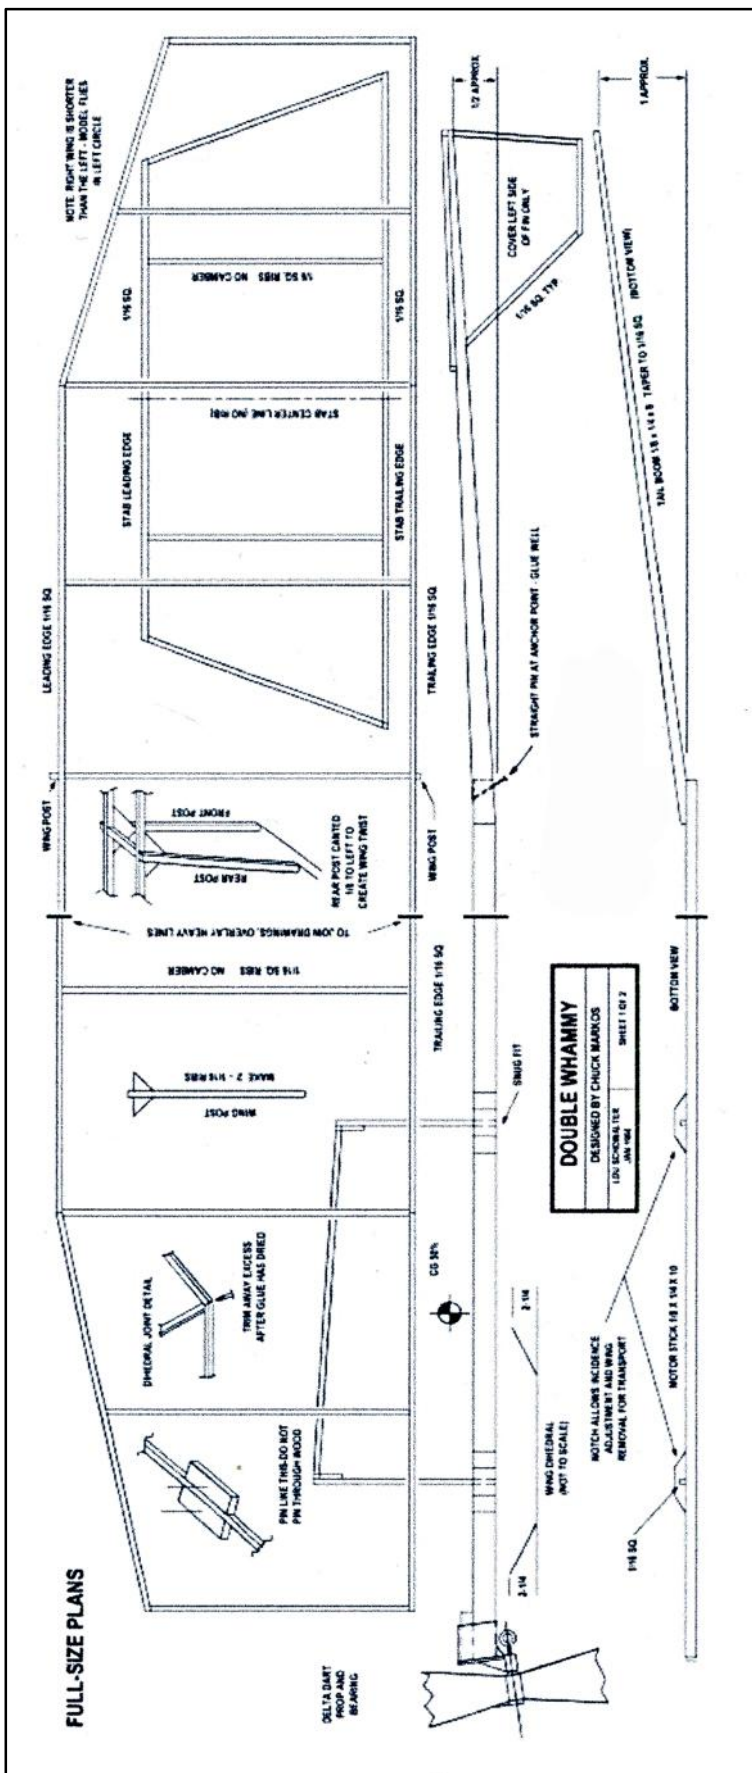 FULL-SIZE PLANS
DELTA DART
PROP AND
BEARING
PIN LIKE THIS-DO NOT
PIN THROUGH WOOD
DIHEDRAL JOINT DETAIL
TRIM AWAY EXCESS
AFTER GLUE HAS DRIED
WING POST
MAKE 2 - 1/16 RIBS
1/16 SQ. RIBS NO CAMBER
TO JOIN DRAWINGS, OVERLAY HEAVY LINES
TRAILING EDGE 1/16 SQ
SNUG FIT
CG 50%
2-1/4
2-1/4
WING DIHEDRAL
(NOT TO SCALE)
NOTCH ALLOWS INCIDENCE
ADJUSTMENT AND WING
REMOVAL FOR TRANSPORT
1/16 SQ
MOTOR STICK 1/8 X 1/4 X 10
BOTTOM VIEW
DOUBLE WHAMMY
DESIGNED BY CHUCK MARKOS
LOU SCHOWALTER
JAN
SHEET 1 OF 2
WING POST
FRONT POST
REAR POST
REAR POST CANTED
1/8 TO LEFT TO
CREATE WING TWIST
WING POST
LEADING EDGE 1/16 SQ
TRAILING EDGE 1/16 SQ.
STAB LEADING EDGE
STAB TRAILING EDGE
STAB CENTER LINE (NO RIB)
1/16 SQ.
1/16 SQ.
SQ. RIBS NO CAMBER
NOTE: RIGHT WING IS SHORTER
THAN THE LEFT - MODEL FLIES
IN LEFT CIRCLE
STRAIGHT PIN AT ANCHOR POINT - GLUE WELL
1/16 SQ. TYP.
COVER LEFT SIDE
OF FIN ONLY
1/2 APPROX.
TAIL BOOM 1/8 x 1/4 x 8 TAPER TO 1/16 SQ. (BOTTOM VIEW)
1 APPROX.